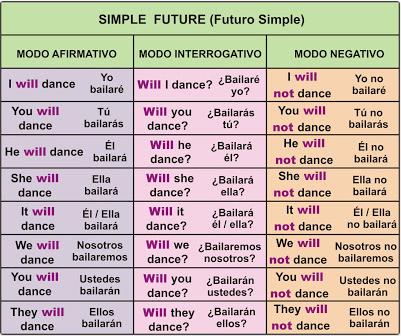 SIMPLE FUTURE (Futuro Simple)
MODO AFIRMATIVO
MODO INTERROGATIVO
MODO NEGATIVO
I will dance
Yo
bailaré
Will I dance?
¿Bailaré
yo?
I will
not dance
Yo no
bailaré
You will
dance
Tú
bailarás
Will you
dance?
¿Bailarás
tú?
You will
not dance
Tú no
bailarás
He will dance
Él
bailará
Will he
dance?
¿Bailará
él?
He will
not dance
Él no
bailará
She will
dance
Ella
bailará
Will she
dance?
¿Bailará
ella?
She will
not dance
Ella no
bailará
It will
dance
Él / Ella
bailará
Will it
dance?
¿Bailará
él / ella?
It will
not dance
Él / Ella
no bailará
We will
dance
Nosotros
bailaremos
Will we
dance?
¿Bailaremos
nosotros?
We will
not dance
Nosotros no
bailaremos
You will
dance
Ustedes
bailarán
Will you
dance?
¿Bailarán
ustedes?
You will
not dance
Ustedes no
bailarán
They will
dance
Ellos
bailarán
Will they
dance?
¿Bailarán
ellos?
They will
not dance
Ellos no
bailarán